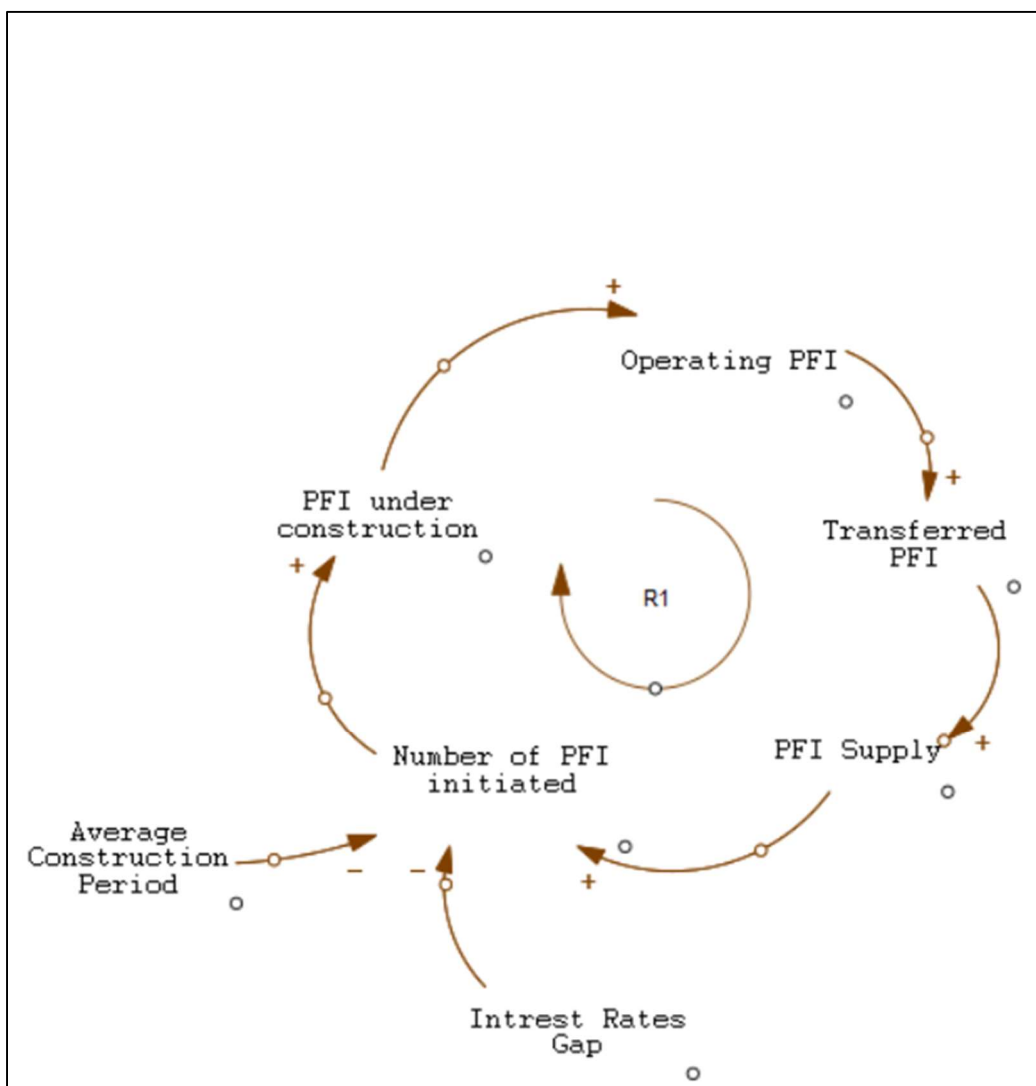 +
Operating PFI
PFI under
construction
+
+
Transferred
PFI
R1
Number of PFI
initiated
PFI Supply
+
Average
Construction
Period
−
−
+
Intrest Rates
Gap